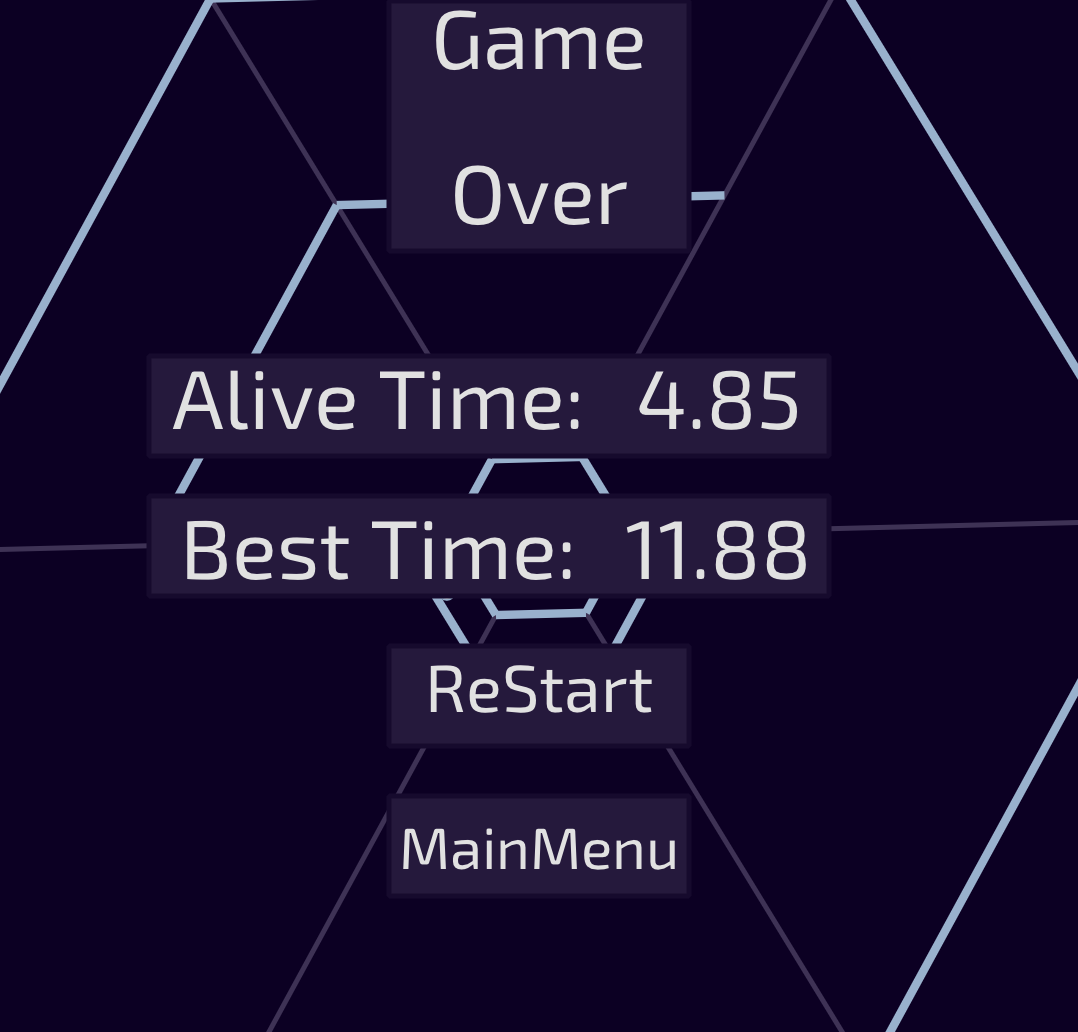 Game
Over
Alive Time: 4.85
Best Time: 11.88
ReStart
MainMenu